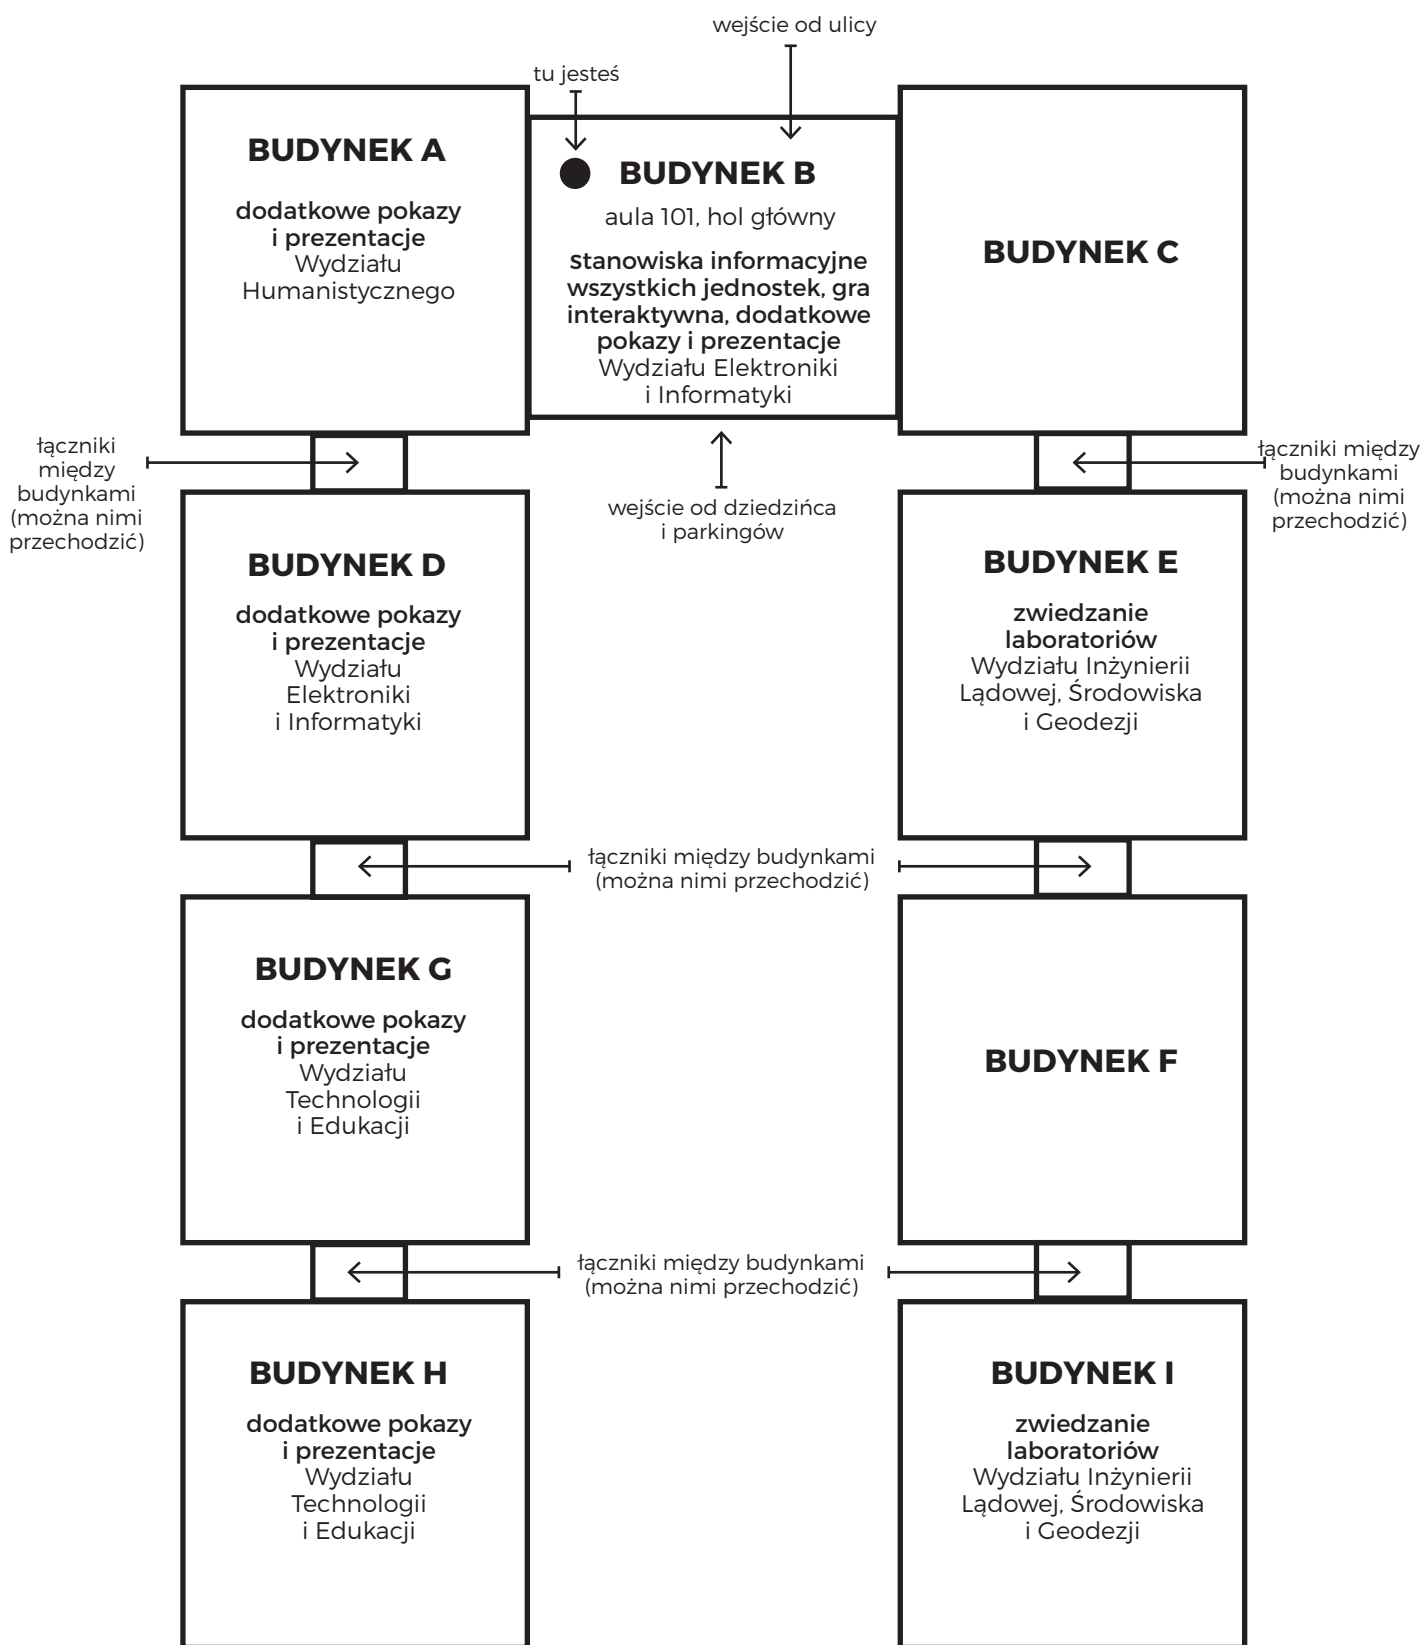 wejście od ulicy
tu jesteś
BUDYNEK A
dodatkowe pokazy
i prezentacje
Wydziału
Humanistycznego
BUDYNEK B
aula 101, hol główny
stanowiska informacyjne
wszystkich jednostek, gra
interaktywna, dodatkowe
pokazy i prezentacje
Wydziału Elektroniki
i Informatyki
BUDYNEK C
łączniki
między
budynkami
(można nimi
przechodzić)
wejście od dziedzińca
i parkingów
łączniki między
budynkami
(można nimi
przechodzić)
BUDYNEK D
dodatkowe pokazy
i prezentacje
Wydziału
Elektroniki
i Informatyki
BUDYNEK E
zwiedzanie
laboratoriów
Wydziału Inżynierii
Lądowej, Środowiska
i Geodezji
łączniki między budynkami
(można nimi przechodzić)
BUDYNEK G
dodatkowe pokazy
i prezentacje
Wydziału
Technologii
i Edukacji
BUDYNEK F
łączniki między budynkami
(można nimi przechodzić)
BUDYNEK H
dodatkowe pokazy
i prezentacje
Wydziału
Technologii
i Edukacji
BUDYNEK I
zwiedzanie
laboratoriów
Wydziału Inżynierii
Lądowej, Środowiska
i Geodezji